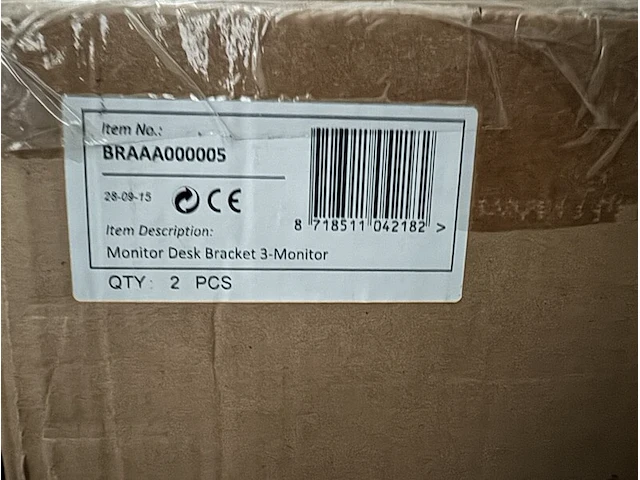 Item No.:
BRAAA000005
28-09-15 CE
Item Description:
Monitor Desk Bracket 3-Monitor
QTY: 2 PCS
8 718511 042182 >